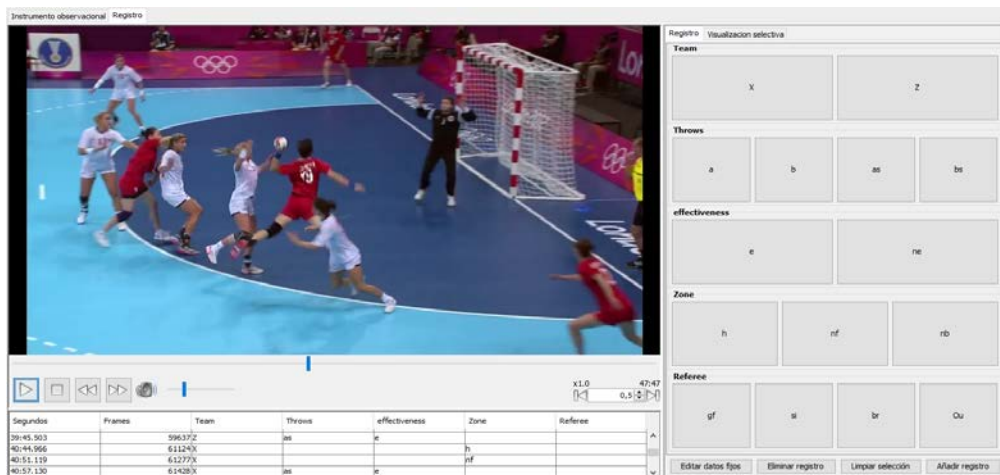 Instrumento observacional Registro
Registro Visualizacion selectiva
Team
X Z
Throws
a b as bs
effectiveness
e ne
Zone
h nf nb
Referee
gf si br Ou
Editar datos fijos Eliminar registro Limpiar selección Añadir registro
x1.0 47:47
0,5
Segundos Frames Team Throws effectiveness Zone Referee
39:45.503 59637 Z as e
40:44.966 61124 X h
40:51.119 61277 X nf
40:57.130 61428 X as e